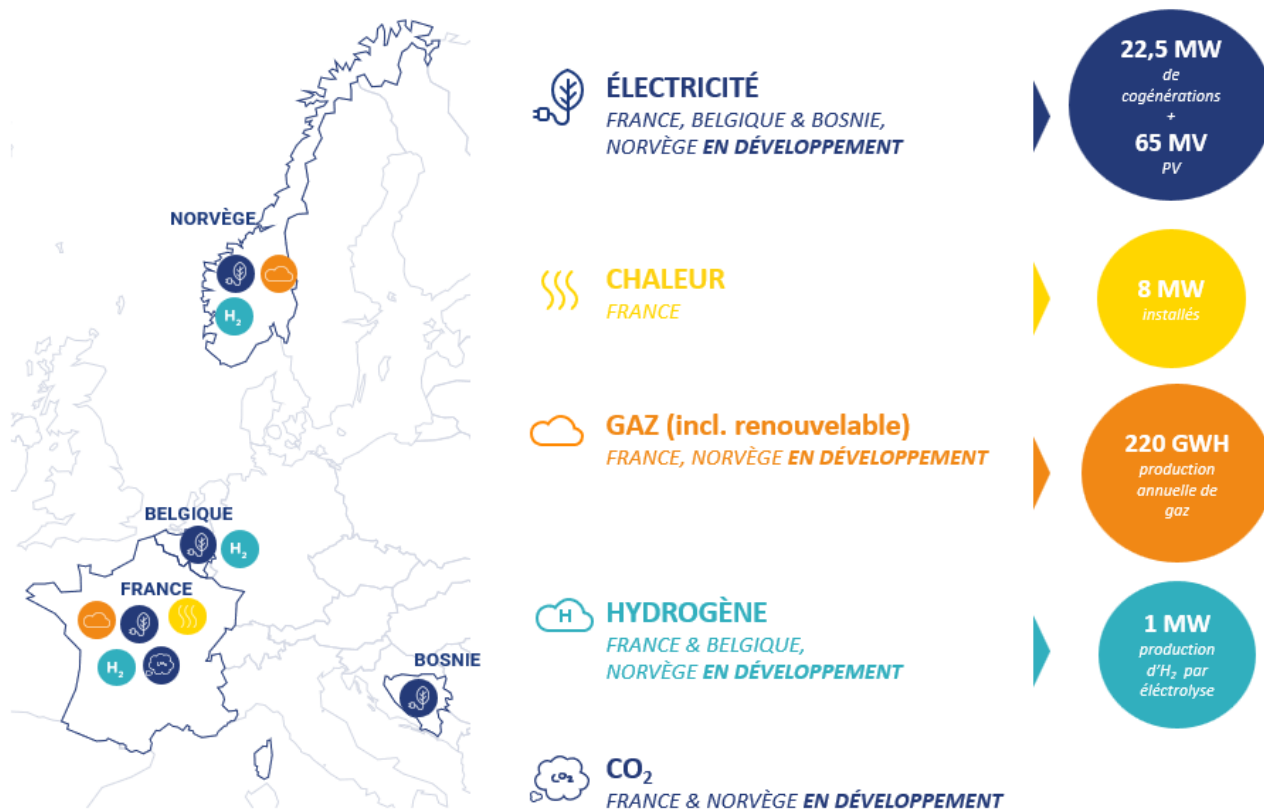 NORVÈGE
H₂
BELGIQUE
H₂
FRANCE
H₂
BOSNIE
ÉLECTRICITÉ
FRANCE, BELGIQUE & BOSNIE,
NORVÈGE EN DÉVELOPPEMENT
22,5 MW
de
cogénérations
+
65 MV
PV
CHALEUR
FRANCE
8 MW
installés
GAZ (incl. renouvelable)
FRANCE, NORVÈGE EN DÉVELOPPEMENT
220 GWH
production
annuelle de
gaz
H
HYDROGÈNE
FRANCE & BELGIQUE,
NORVÈGE EN DÉVELOPPEMENT
1 MW
production
d'H₂ par
éléctrolyse
CO₂
CO₂
FRANCE & NORVÈGE EN DÉVELOPPEMENT